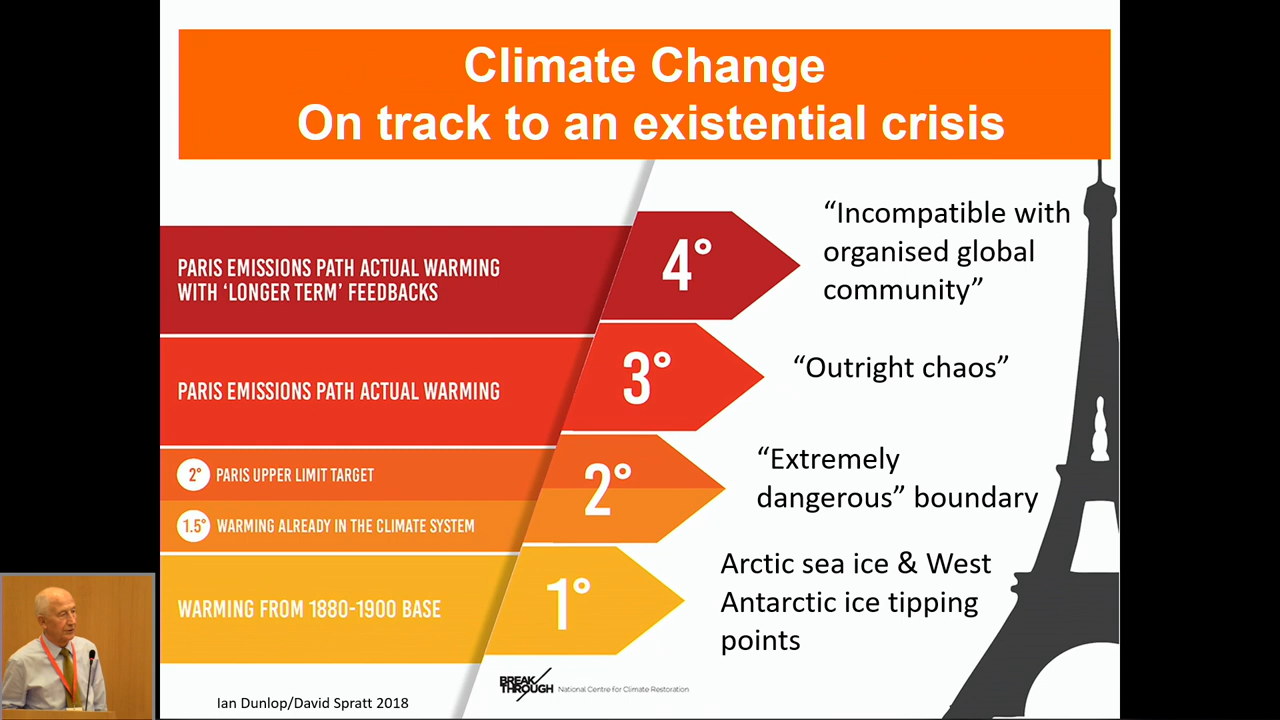 Climate Change
On track to an existential crisis
PARIS EMISSIONS PATH ACTUAL WARMING
WITH ‘LONGER TERM’ FEEDBACKS
4°
“Incompatible with
organised global
community”
PARIS EMISSIONS PATH ACTUAL WARMING
3°
“Outright chaos”
2° PARIS UPPER LIMIT TARGET
1.5° WARMING ALREADY IN THE CLIMATE SYSTEM
2°
“Extremely
dangerous” boundary
WARMING FROM 1880-1900 BASE
1°
Arctic sea ice & West
Antarctic ice tipping
points
BREAK
THROUGH
National Centre for Climate Restoration
Ian Dunlop/David Spratt 2018